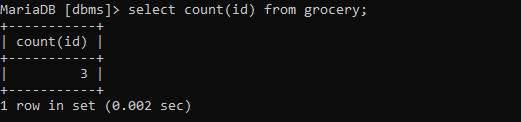 MariaDB [dbms]> select count(id) from grocery;
+-----------+
| count(id) |
+-----------+
|         3 |
+-----------+
1 row in set (0.002 sec)